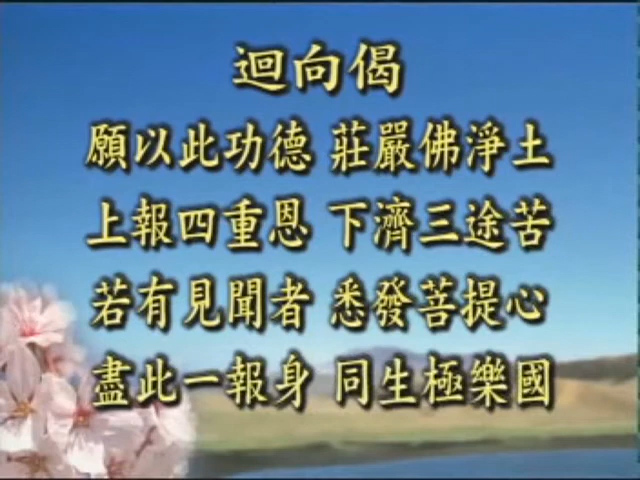 迴向偈
願以此功德 莊嚴佛淨土
上報四重恩 下濟三途苦
若有見聞者 悉發菩提心
盡此一報身 同生極樂國